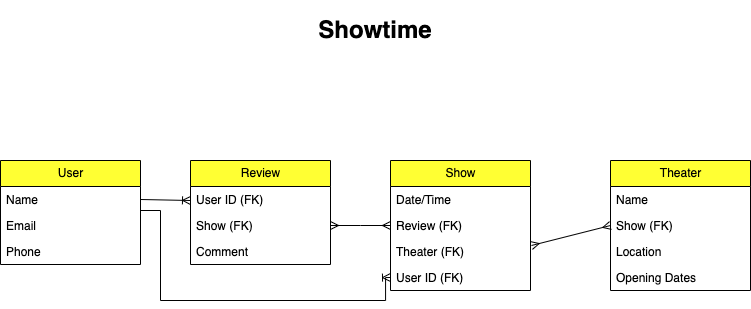 Showtime
User
Name
Email
Phone
Review
User ID (FK)
Show (FK)
Comment
Show
Date/Time
Review (FK)
Theater (FK)
User ID (FK)
Theater
Name
Show (FK)
Location
Opening Dates